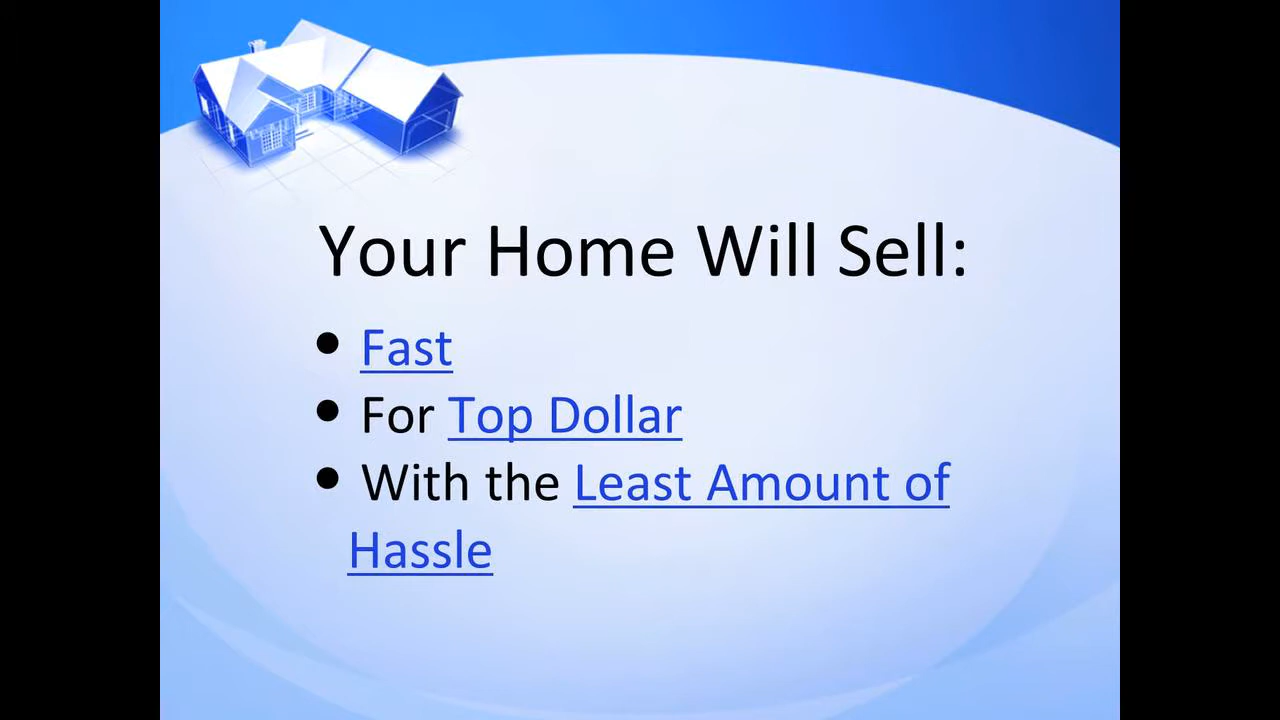 Your Home Will Sell:
• Fast
• For Top Dollar
• With the Least Amount of
Hassle